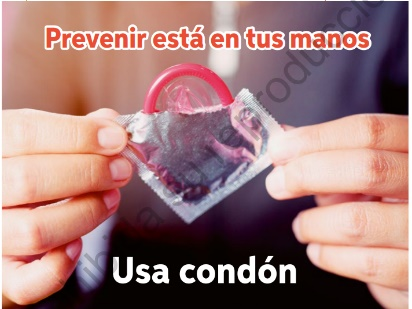 Prevenir está en tus manos
Usa condón